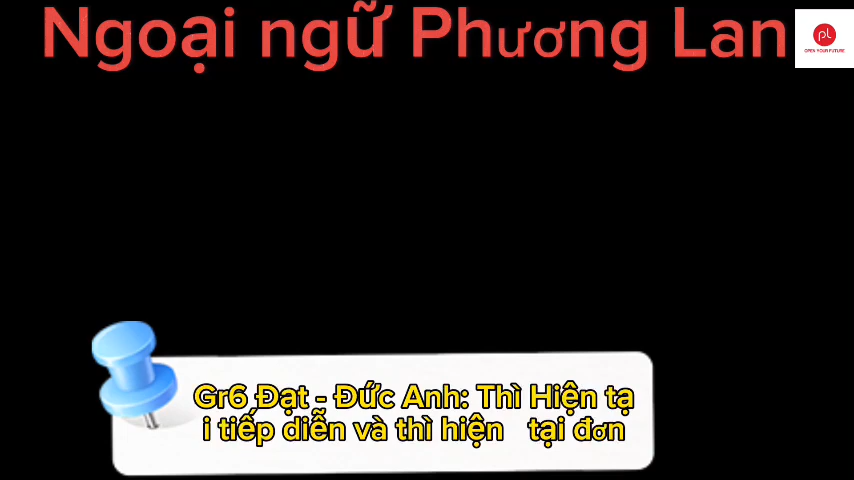 Ngoại ngữ Phương Lan
pL
OPEN YOUR FUTURE
Gr6 Đạt - Đức Anh: Thì Hiện tạ
i tiếp diễn và thì hiện tại đơn